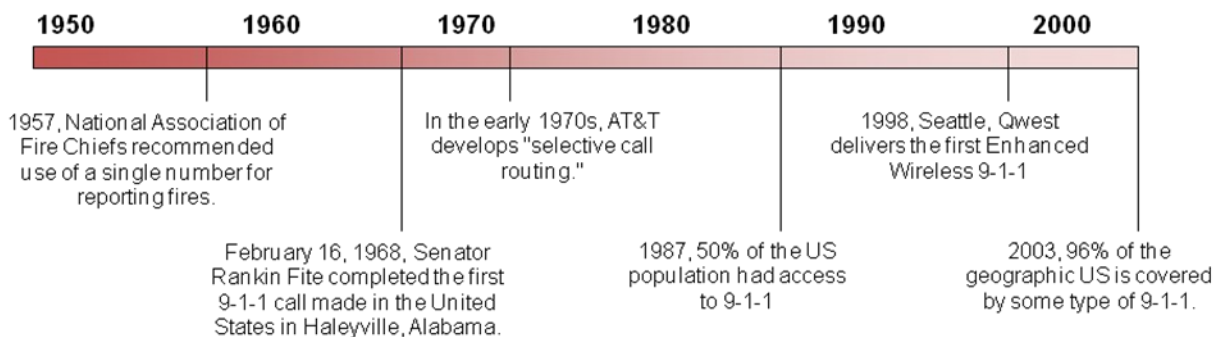 1950 1960 1970 1980 1990 2000
1957, National Association of
Fire Chiefs recommended
use of a single number for
reporting fires.
In the early 1970s, AT&T
develops "selective call
routing."
1998, Seattle, Qwest
delivers the first Enhanced
Wireless 9-1-1
February 16, 1968, Senator
Rankin Fite completed the first
9-1-1 call made in the United
States in Haleyville, Alabama.
1987, 50% of the US
population had access
to 9-1-1
2003, 96% of the
geographic US is covered
by some type of 9-1-1.